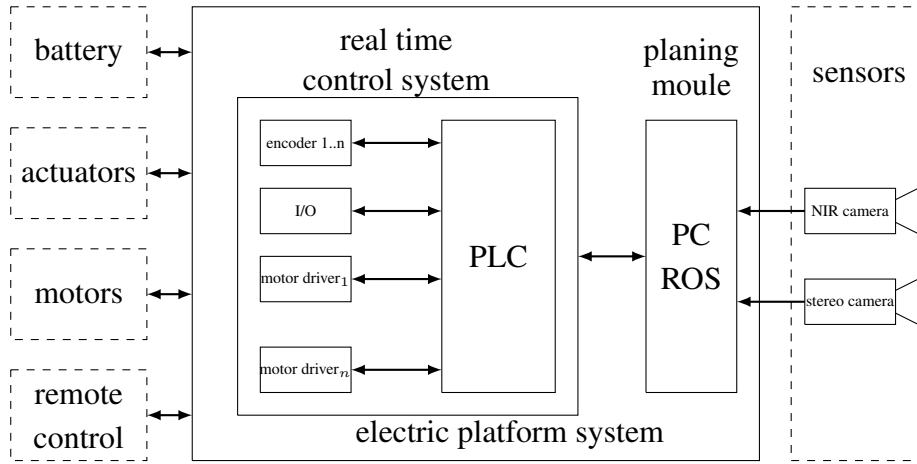 battery
actuators
motors
remote
control
real time
control system
encoder 1..n
I/O
motor driver₁
motor driverₙ
PLC
electric platform system
planing
moule
PC
ROS
sensors
NIR camera
stereo camera